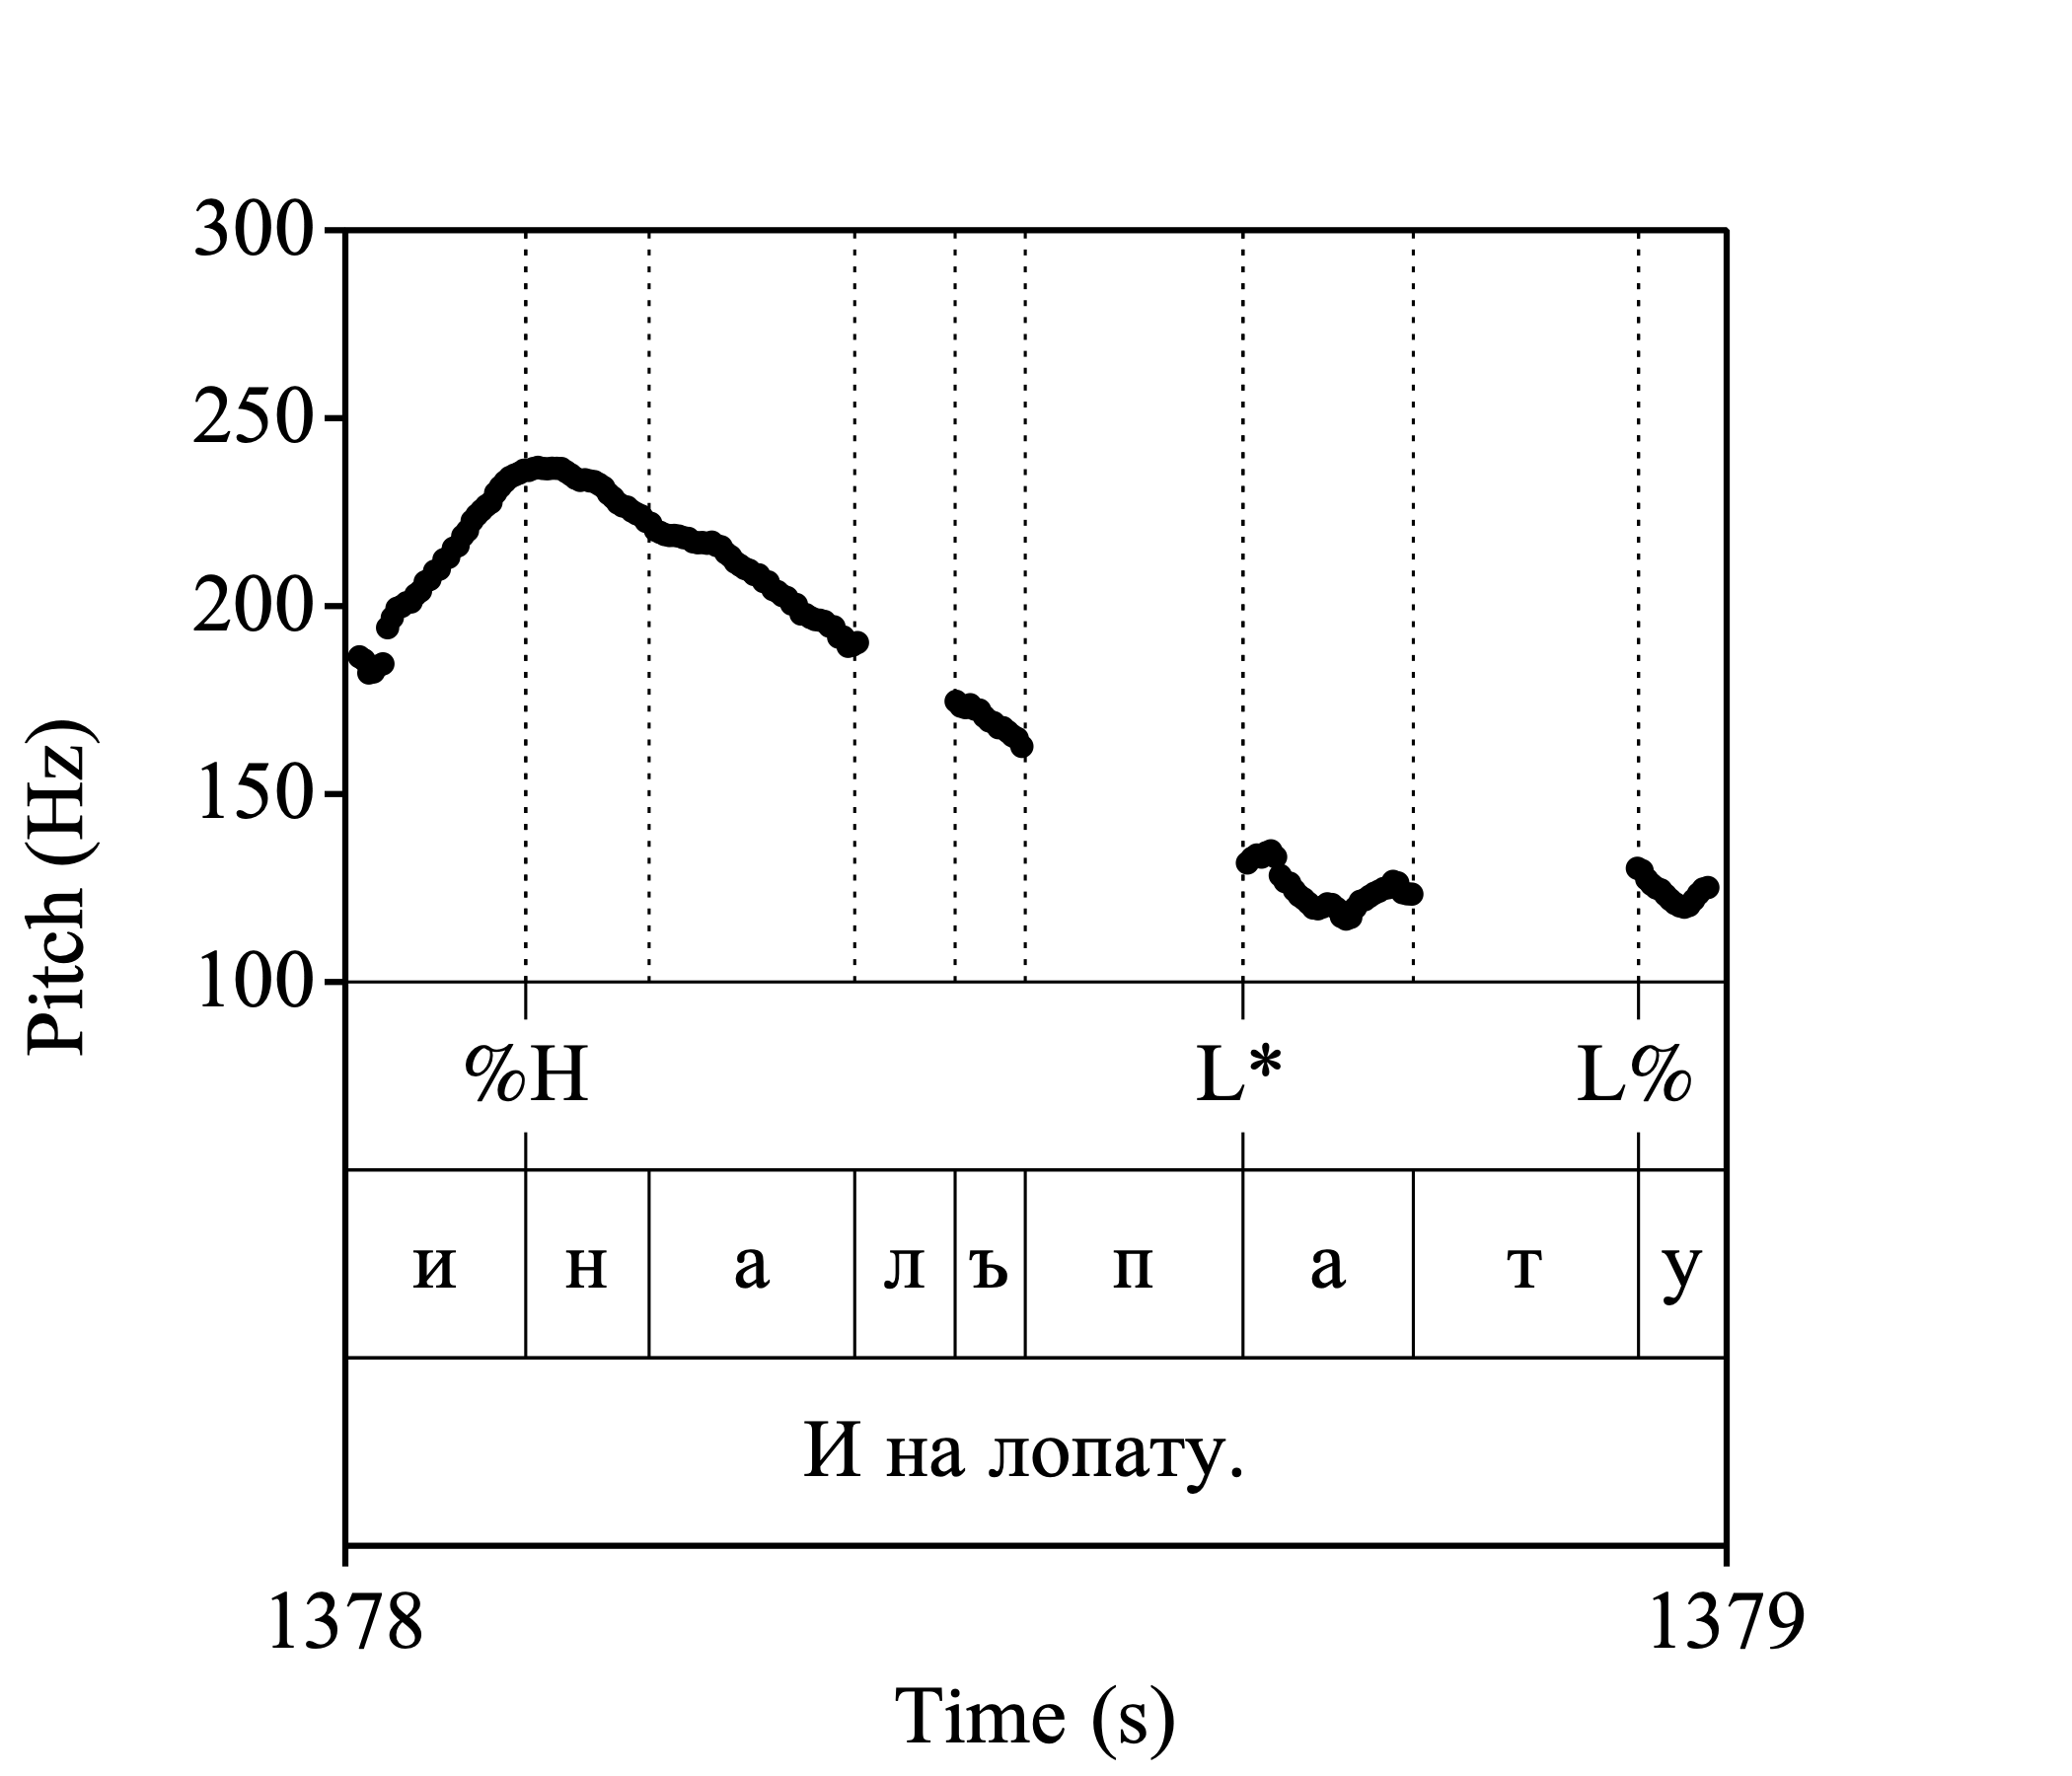 300
250
200
150
100
Pitch (Hz)
%H L* L%
и н а л ъ п а т у
И на лопату.
1378 1379
Time (s)